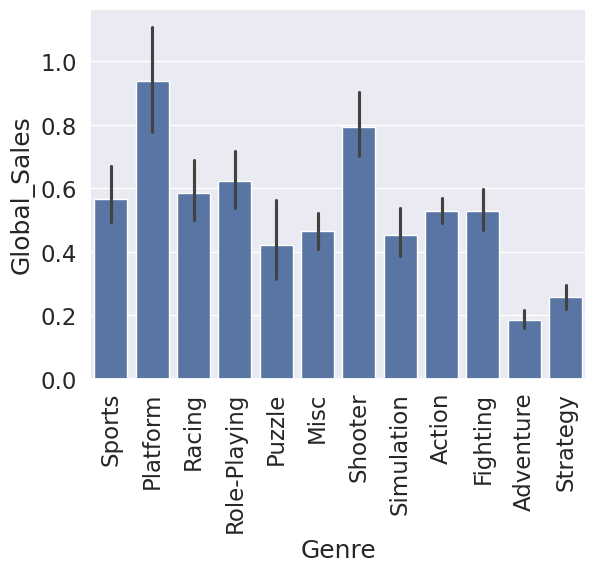 Global_Sales
1.0
0.8
0.6
0.4
0.2
0.0
Sports
Platform
Racing
Role-Playing
Puzzle
Misc
Shooter
Simulation
Action
Fighting
Adventure
Strategy
Genre